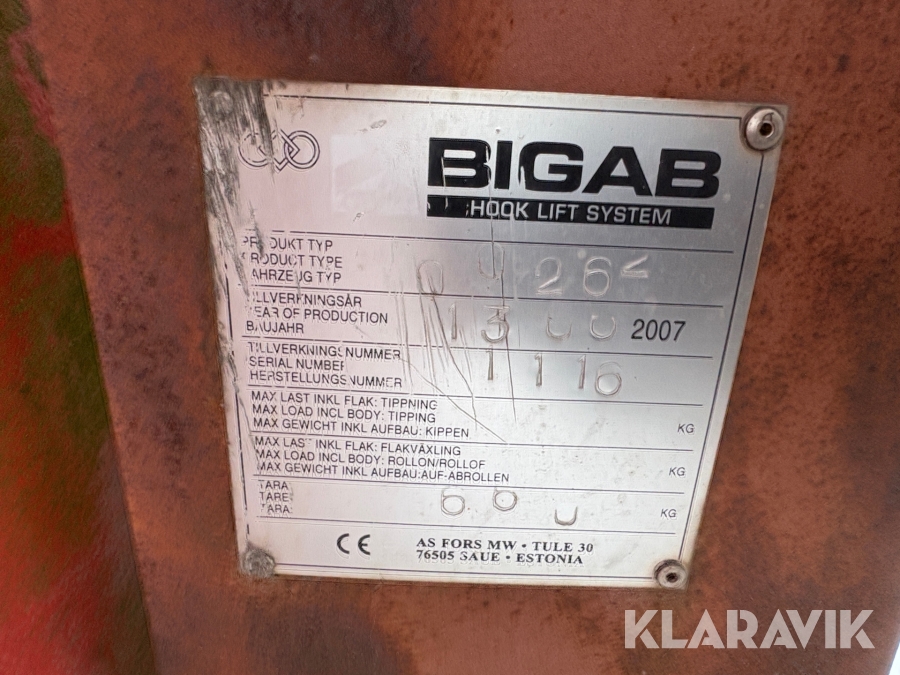 BIGAB
HOOK LIFT SYSTEM
PRODUKT TYP
PRODUCT TYPE
FAHRZEUG TYP
26
TILLVERKNINGSÅR
YEAR OF PRODUCTION
BAUJAHR
13 2007
TILLVERKNINGSNUMMER
SERIAL NUMBER
HERSTELLUNGSNUMMER
1116
MAX LAST INKL FLAK: TIPPNING
MAX LOAD INCL BODY: TIPPING
MAX GEWICHT INKL AUFBAU: KIPPEN
KG
MAX LAST INKL FLAK: FLAKVÄXLING
MAX LOAD INCL BODY: ROLLON/ROLLOF
MAX GEWICHT INKL AUFBAU:AUF-ABROLLEN
KG
TARA
TARE:
TARA:
KG
CE
AS FORS MW · TULE 30
76505 SAUE · ESTONIA
KLARAVIK